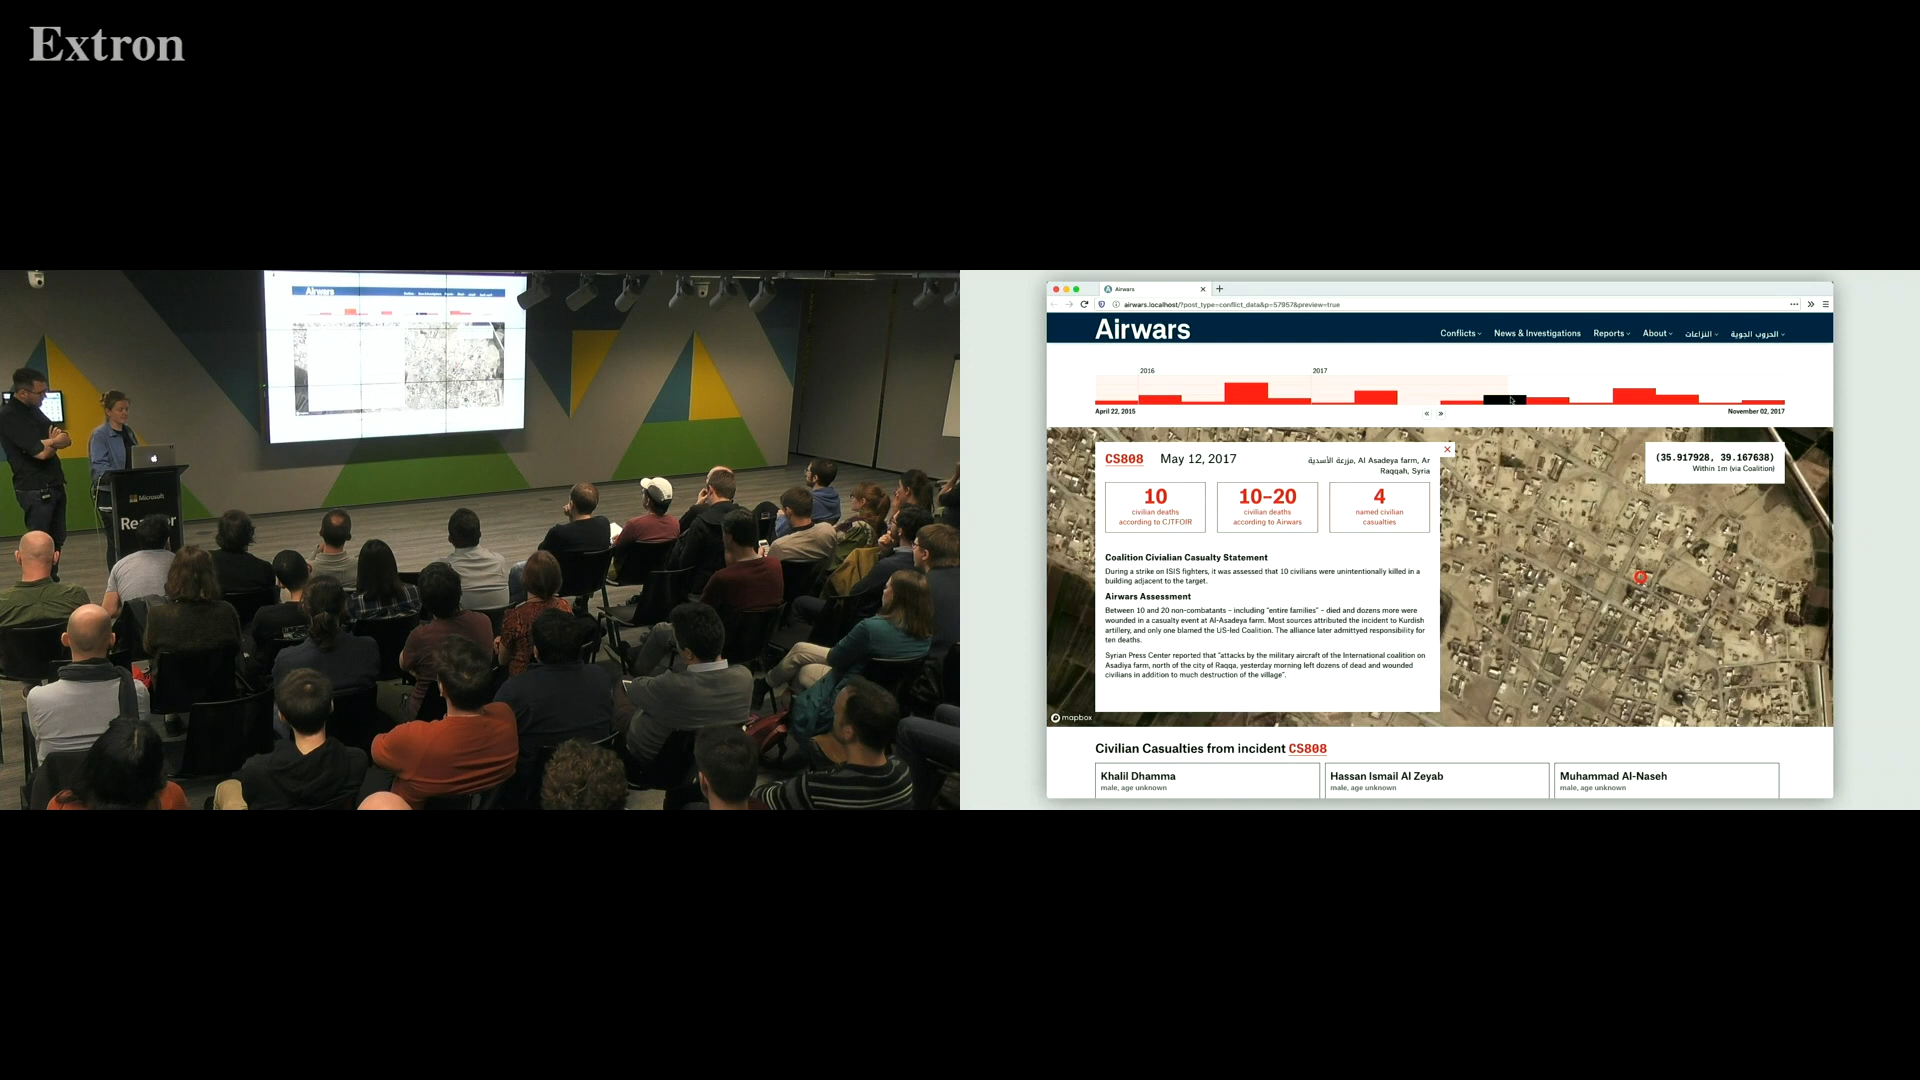 Extron
Airwars
Microsoft
Airwars
airwars.localhost/?post_type=conflict_data&p=57957&preview=true
Airwars
Conflicts
News & Investigations
Reports
About
النزاعات
الحروب الجوية
2016
2017
April 22, 2015
« »
November 02, 2017
CS808
May 12, 2017
مزرعة الأسدية, Al Asadeya farm, Ar
Raqqah, Syria
(35.917928, 39.167638)
Within 1m (via Coalition)
10
civilian deaths
according to CJTFOIR
10–20
civilian deaths
according to Airwars
4
named civilian
casualties
Coalition Civialian Casualty Statement
During a strike on ISIS fighters, it was assessed that 10 civilians were unintentionally killed in a
building adjacent to the target.
Airwars Assessment
Between 10 and 20 non-combatants – including "entire families" – died and dozens more were
wounded in a casualty event at Al-Asadeya farm. Most sources attributed the incident to Kurdish
artillery, and only one blamed the US-led Coalition. The alliance later admittyed responsibility for
ten deaths.
Syrian Press Center reported that "attacks by the military aircraft of the International coalition on
Asadiya farm, north of the city of Raqqa, yesterday morning left dozens of dead and wounded
civilians in addition to much destruction of the village".
mapbox
Civilian Casualties from incident CS808
Khalil Dhamma
male, age unknown
Hassan Ismail Al Zeyab
male, age unknown
Muhammad Al-Naseh
male, age unknown